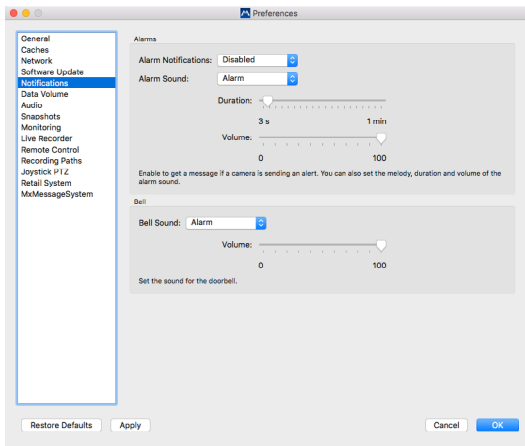 Preferences
General
Caches
Network
Software Update
Notifications
Data Volume
Audio
Snapshots
Monitoring
Live Recorder
Remote Control
Recording Paths
Joystick PTZ
Retail System
MxMessageSystem
Alarms
Alarm Notifications: Disabled
Alarm Sound: Alarm
Duration:
3 s 1 min
Volume:
0 100
Enable to get a message if a camera is sending an alert. You can also set the melody, duration and volume of the
alarm sound.
Bell
Bell Sound: Alarm
Volume:
0 100
Set the sound for the doorbell.
Restore Defaults Apply Cancel OK